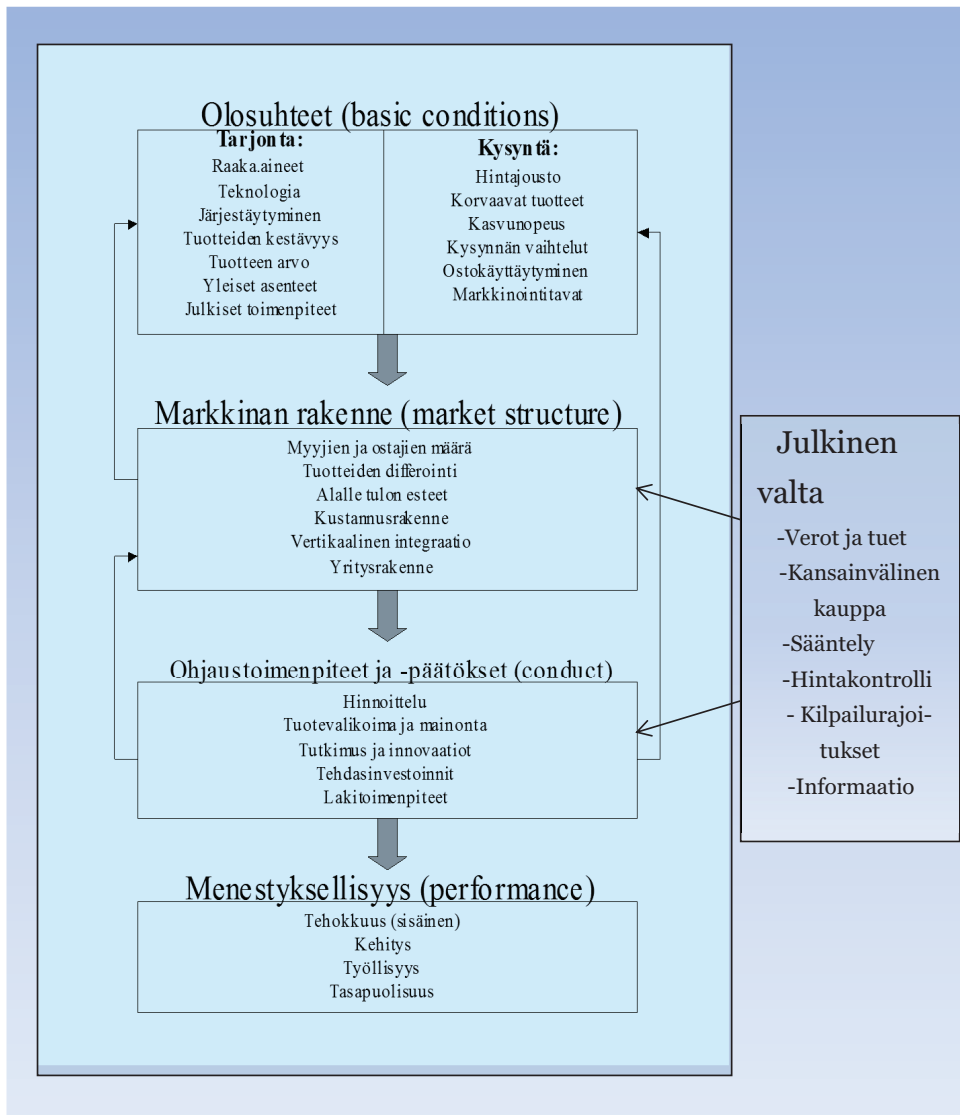 Olosuhteet (basic conditions)
Tarjonta:
Raaka.aineet
Teknologia
Järjestäytyminen
Tuotteiden kestävyys
Tuotteen arvo
Yleiset asenteet
Julkiset toimenpiteet
Kysyntä:
Hintajousto
Korvaavat tuotteet
Kasvunopeus
Kysynnän vaihtelut
Ostokäyttäytyminen
Markkinointitavat
Markkinan rakenne (market structure)
Myyjien ja ostajien määrä
Tuotteiden differointi
Alalle tulon esteet
Kustannusrakenne
Vertikaalinen integraatio
Yritysrakenne
Ohjaustoimenpiteet ja -päätökset (conduct)
Hinnoittelu
Tuotevalikoima ja mainonta
Tutkimus ja innovaatiot
Tehdasinvestoinnit
Lakitoimenpiteet
Menestyksellisyys (performance)
Tehokkuus (sisäinen)
Kehitys
Työllisyys
Tasapuolisuus
Julkinen
valta
-Verot ja tuet
-Kansainvälinen
kauppa
-Sääntely
-Hintakontrolli
- Kilpailurajoi-
tukset
-Informaatio